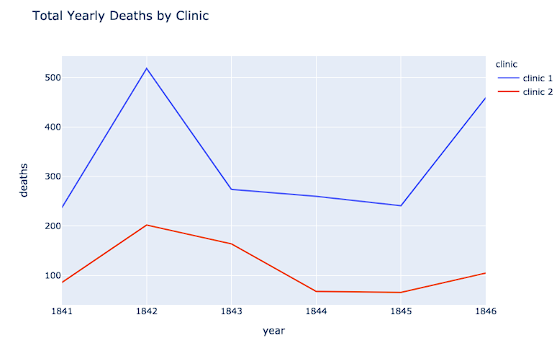 Total Yearly Deaths by Clinic
clinic
clinic 1
clinic 2
500
400
300
200
100
deaths
1841 1842 1843 1844 1845 1846
year